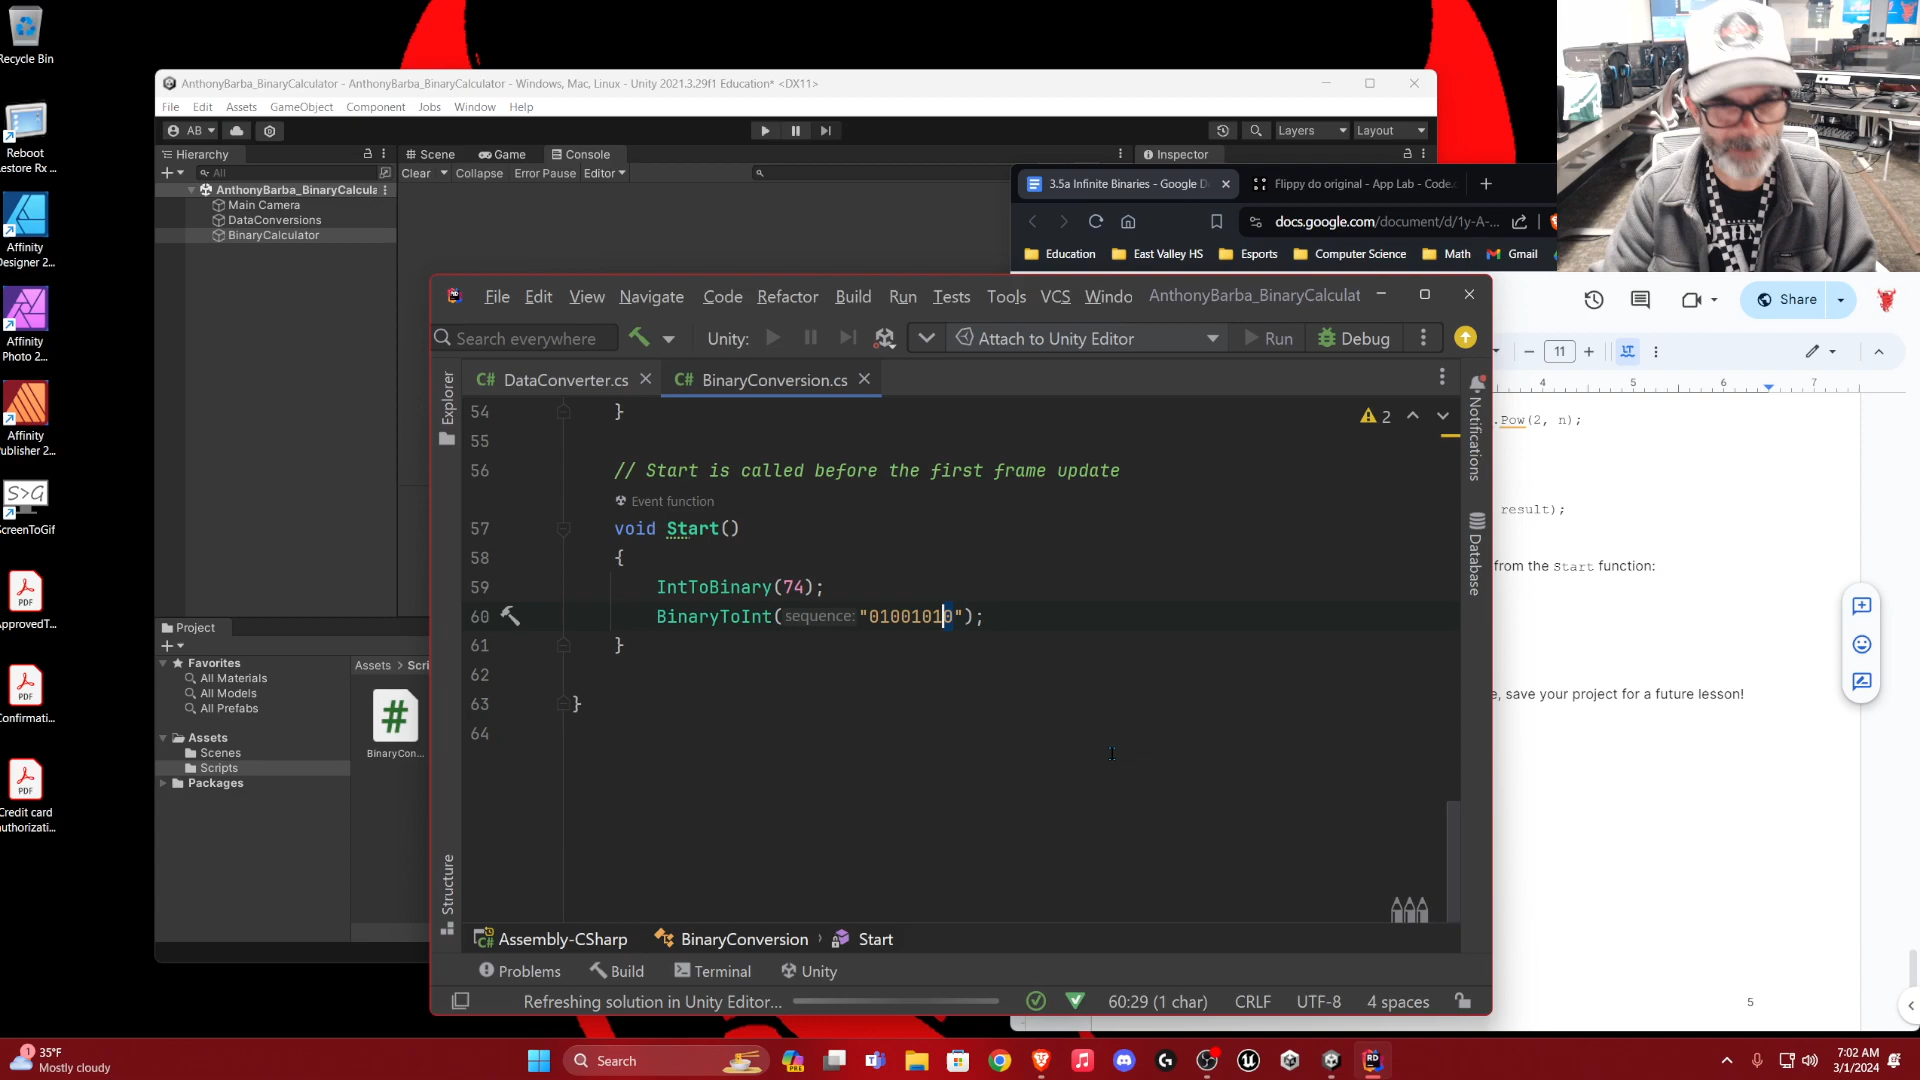 Recycle Bin
Reboot
Restore Rx ...
Affinity
Designer 2...
Affinity
Photo 2...
Affinity
Publisher 2...
S>G
ScreenToGif
ApprovedT...
Confirmati...
Credit card
authorizati...
AnthonyBarba_BinaryCalculator - AnthonyBarba_BinaryCalculator - Windows, Mac, Linux - Unity 2021.3.29f1 Education* <DX11>
File Edit Assets GameObject Component Jobs Window Help
AB
Layers Layout
Hierarchy
All
AnthonyBarba_BinaryCalcula
Main Camera
DataConversions
BinaryCalculator
Scene Game Console
Clear Collapse Error Pause Editor
Inspector
Project
Favorites
All Materials
All Models
All Prefabs
Assets
Scenes
Scripts
Packages
Assets > Scri
#
BinaryCon...
3.5a Infinite Binaries - Google D
Flippy do original - App Lab - Code.
docs.google.com/document/d/1y-A-...
Education East Valley HS Esports Computer Science Math Gmail
Share
11
4 5 6 7
.Pow(2, n);
result);
from the Start function:
e, save your project for a future lesson!
5
File Edit View Navigate Code Refactor Build Run Tests Tools VCS Windo AnthonyBarba_BinaryCalculat
Search everywhere Unity: Attach to Unity Editor Run Debug
Explorer
Structure
Notifications
Database
C# DataConverter.cs C# BinaryConversion.cs
2
54 }
55
56 // Start is called before the first frame update
Event function
57 void Start()
58 {
59 IntToBinary(74);
60 BinaryToInt(sequence: "01001010");
61 }
62
63 }
64
Assembly-CSharp BinaryConversion Start
Problems Build Terminal Unity
Refreshing solution in Unity Editor... 60:29 (1 char) CRLF UTF-8 4 spaces
1
35°F
Mostly cloudy
Search
PRE
RD
7:02 AM
3/1/2024